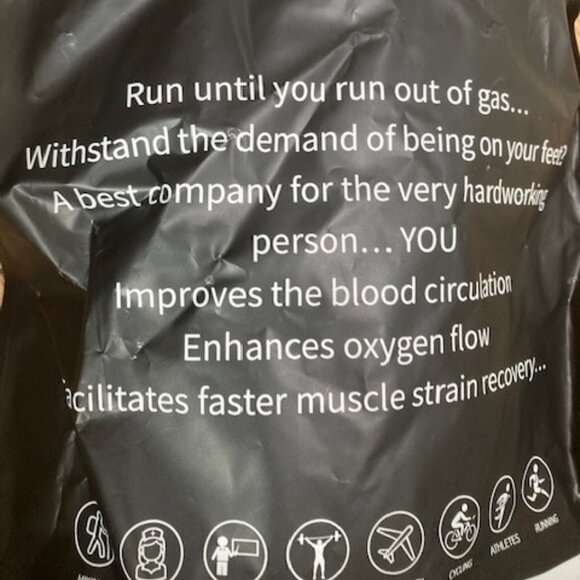 Run until you run out of gas...
Withstand the demand of being on your feet?
A best company for the very hardworking
person... YOU
Improves the blood circulation
Enhances oxygen flow
acilitates faster muscle strain recovery...
CYCLING
ATHLETES
RUNNING